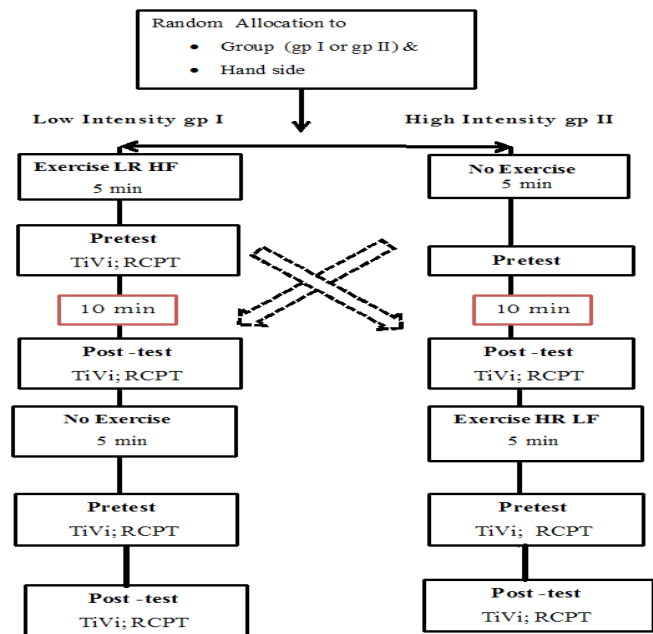 Random Allocation to
• Group (gp I or gp II) &
• Hand side
Low Intensity gp I
High Intensity gp II
Exercise LR HF
5 min
Pretest
TiVi; RCPT
10 min
Post -test
TiVi; RCPT
No Exercise
5 min
Pretest
TiVi; RCPT
Post -test
TiVi; RCPT
No Exercise
5 min
Pretest
10 min
Post -test
TiVi; RCPT
Exercise HR LF
5 min
Pretest
TiVi; RCPT
Post -test
TiVi; RCPT